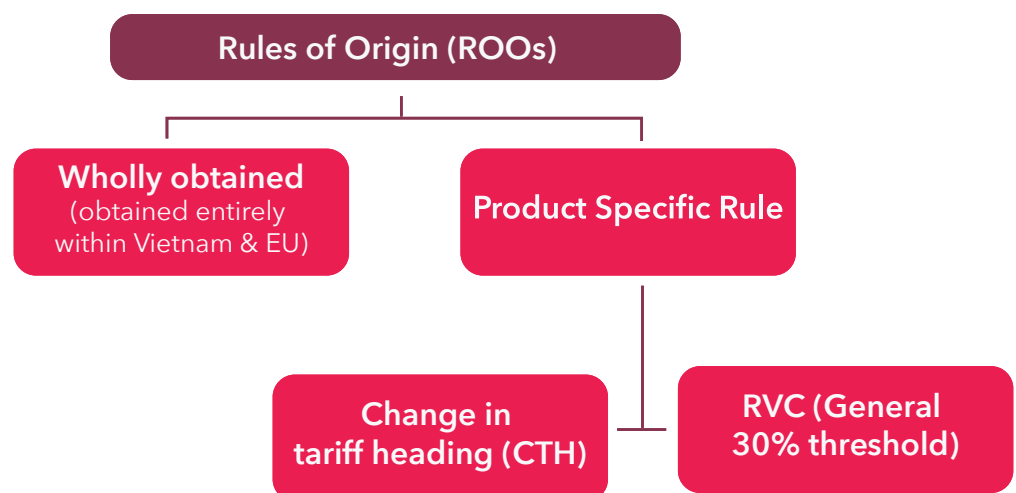 Rules of Origin (ROOs)
Wholly obtained
(obtained entirely
within Vietnam & EU)
Product Specific Rule
Change in
tariff heading (CTH)
RVC (General
30% threshold)